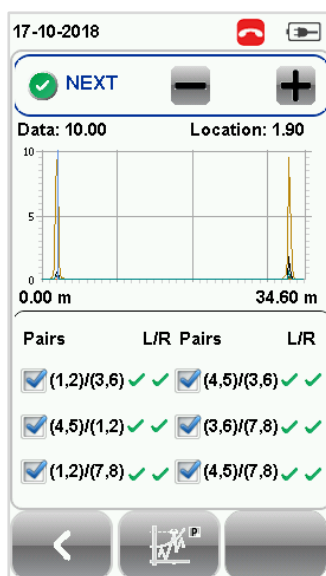 17-10-2018
NEXT
Data: 10.00 Location: 1.90
10
5
0
0.00 m 34.60 m
Pairs L/R Pairs L/R
(1,2)/(3,6) (4,5)/(3,6)
(4,5)/(1,2) (3,6)/(7,8)
(1,2)/(7,8) (4,5)/(7,8)
P